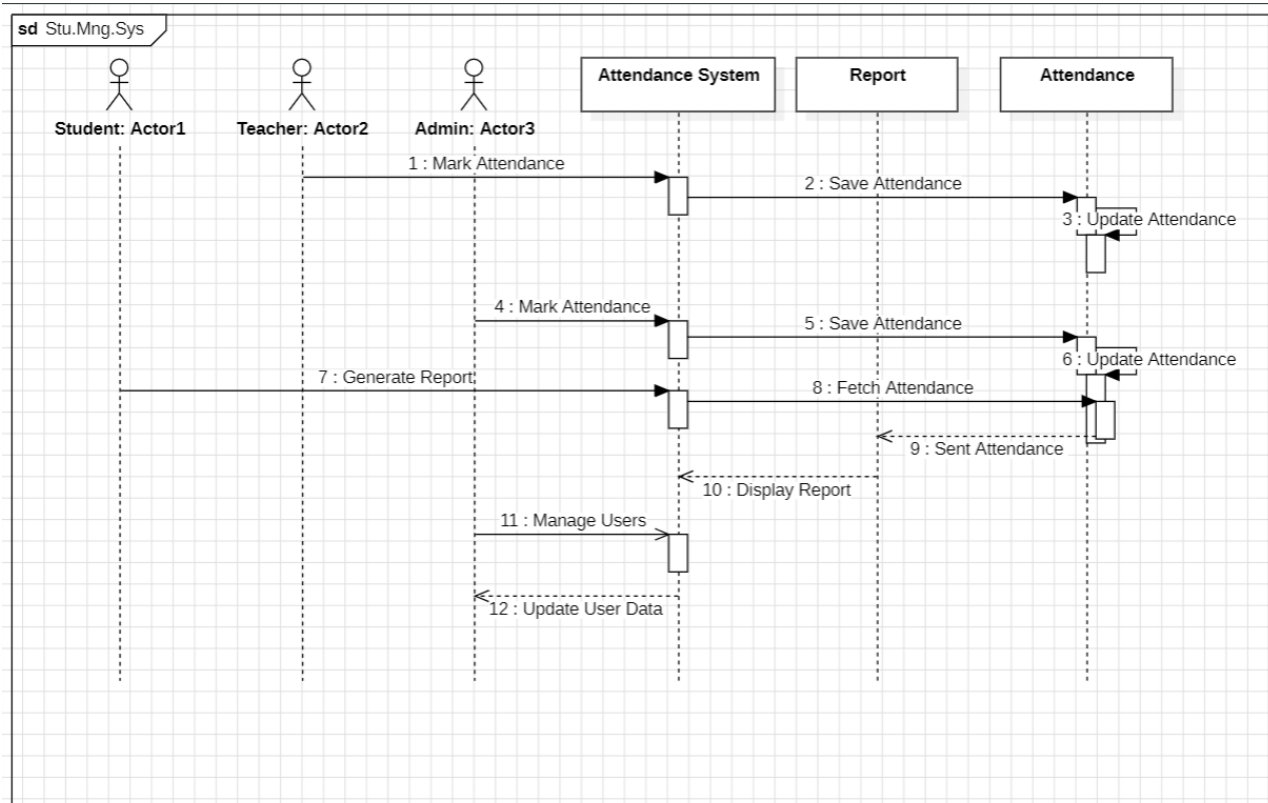 sd Stu.Mng.Sys
Student: Actor1
Teacher: Actor2
Admin: Actor3
Attendance System
Report
Attendance
1 : Mark Attendance
2 : Save Attendance
3 : Update Attendance
4 : Mark Attendance
5 : Save Attendance
6 : Update Attendance
7 : Generate Report
8 : Fetch Attendance
9 : Sent Attendance
10 : Display Report
11 : Manage Users
12 : Update User Data